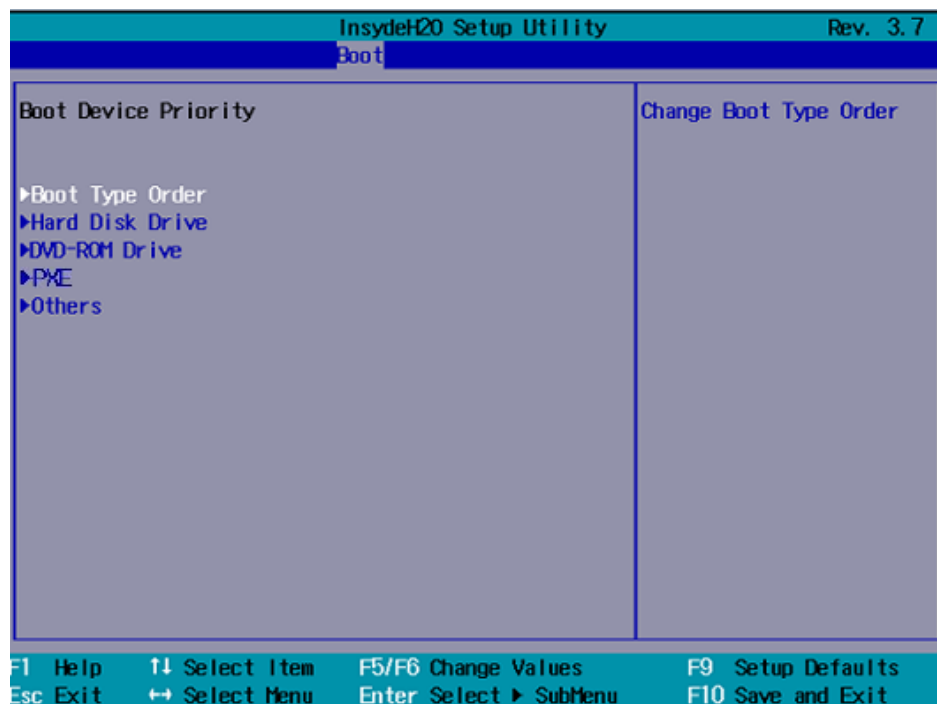 InsydeH2O Setup Utility Rev. 3.7
Boot
Boot Device Priority
Change Boot Type Order
▶Boot Type Order
▶Hard Disk Drive
▶DVD-ROM Drive
▶PXE
▶Others
F1 Help ↑↓ Select Item F5/F6 Change Values F9 Setup Defaults
Esc Exit ↔ Select Menu Enter Select ▶ SubMenu F10 Save and Exit